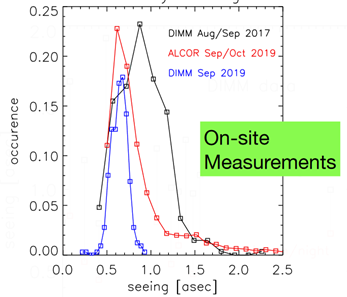 0.25
0.20
0.15
0.10
0.05
0.00
occurence
DIMM Aug/Sep 2017
ALCOR Sep/Oct 2019
DIMM Sep 2019
On-site
Measurements
0.0 0.5 1.0 1.5 2.0 2.5
seeing [asec]